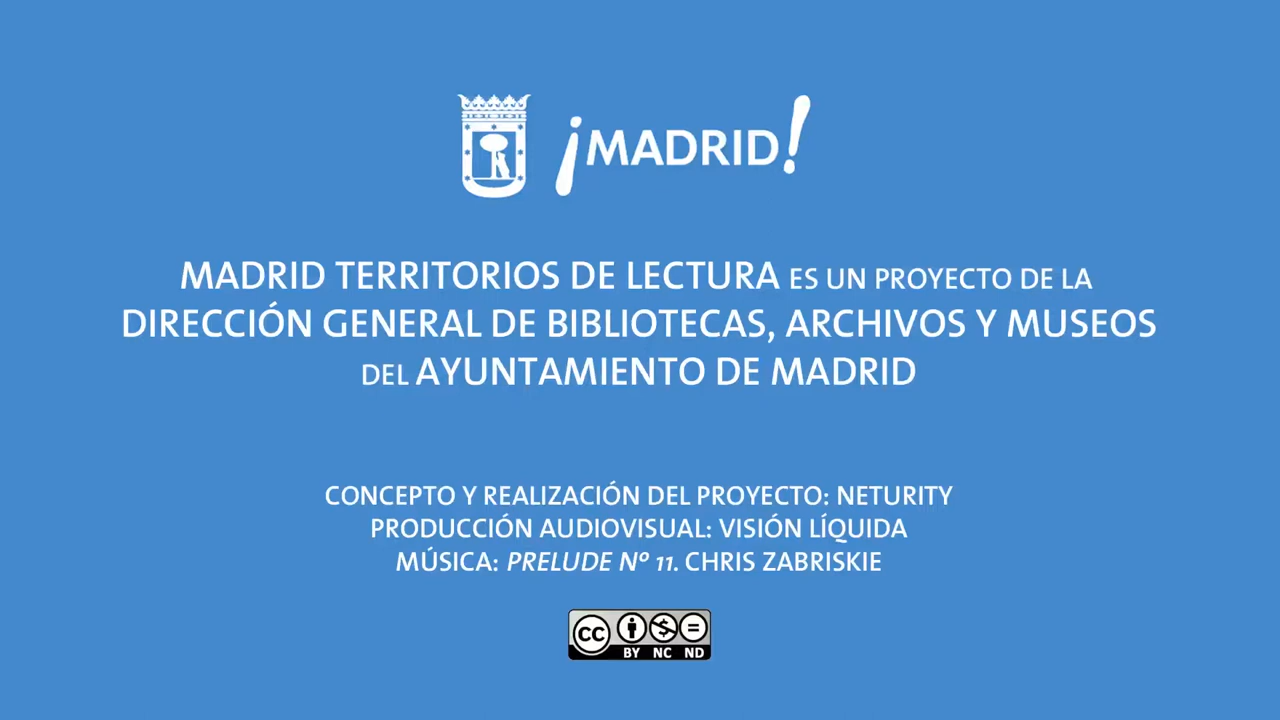 ¡MADRID!
MADRID TERRITORIOS DE LECTURA ES UN PROYECTO DE LA
DIRECCIÓN GENERAL DE BIBLIOTECAS, ARCHIVOS Y MUSEOS
DEL AYUNTAMIENTO DE MADRID
CONCEPTO Y REALIZACIÓN DEL PROYECTO: NETURITY
PRODUCCIÓN AUDIOVISUAL: VISIÓN LÍQUIDA
MÚSICA: PRELUDE Nº 11. CHRIS ZABRISKIE
CC
BY NC ND